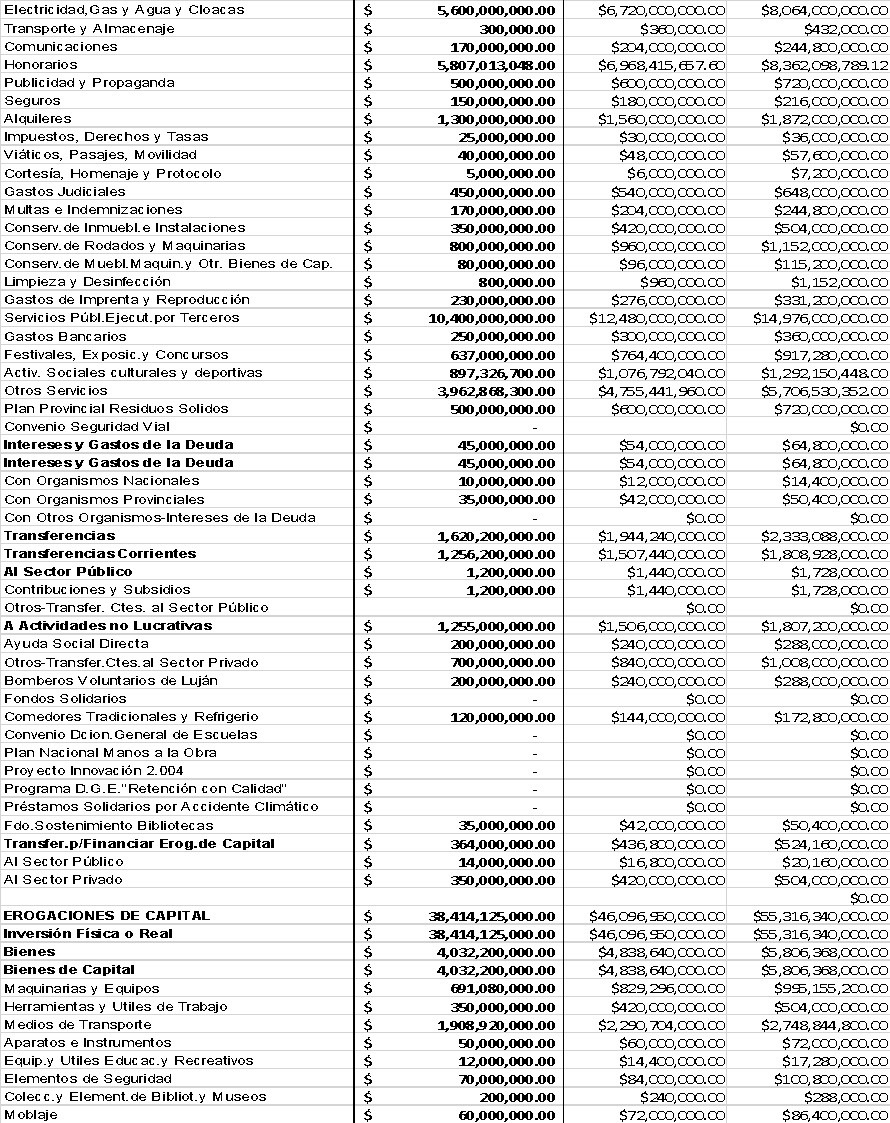 Electricidad,Gas y Agua y Cloacas $ 5,600,000,000.00 $6,720,000,000.00 $8,064,000,000.00
Transporte y Almacenaje $ 300,000.00 $360,000.00 $432,000.00
Comunicaciones $ 170,000,000.00 $204,000,000.00 $244,800,000.00
Honorarios $ 5,807,013,048.00 $6,968,415,657.60 $8,362,098,789.12
Publicidad y Propaganda $ 500,000,000.00 $600,000,000.00 $720,000,000.00
Seguros $ 150,000,000.00 $180,000,000.00 $216,000,000.00
Alquileres $ 1,300,000,000.00 $1,560,000,000.00 $1,872,000,000.00
Impuestos, Derechos y Tasas $ 25,000,000.00 $30,000,000.00 $36,000,000.00
Viáticos, Pasajes, Movilidad $ 40,000,000.00 $48,000,000.00 $57,600,000.00
Cortesía, Homenaje y Protocolo $ 5,000,000.00 $6,000,000.00 $7,200,000.00
Gastos Judiciales $ 450,000,000.00 $540,000,000.00 $648,000,000.00
Multas e Indemnizaciones $ 170,000,000.00 $204,000,000.00 $244,800,000.00
Conserv.de Inmuebl.e Instalaciones $ 350,000,000.00 $420,000,000.00 $504,000,000.00
Conserv.de Rodados y Maquinarias $ 800,000,000.00 $960,000,000.00 $1,152,000,000.00
Conserv.de Muebl.Maquin.y Otr. Bienes de Cap. $ 80,000,000.00 $96,000,000.00 $115,200,000.00
Limpieza y Desinfección $ 800,000.00 $960,000.00 $1,152,000.00
Gastos de Imprenta y Reproducción $ 230,000,000.00 $276,000,000.00 $331,200,000.00
Servicios Públ.Ejecut.por Terceros $ 10,400,000,000.00 $12,480,000,000.00 $14,976,000,000.00
Gastos Bancarios $ 250,000,000.00 $300,000,000.00 $360,000,000.00
Festivales, Exposic.y Concursos $ 637,000,000.00 $764,400,000.00 $917,280,000.00
Activ. Sociales culturales y deportivas $ 897,326,700.00 $1,076,792,040.00 $1,292,150,448.00
Otros Servicios $ 3,962,868,300.00 $4,755,441,960.00 $5,706,530,352.00
Plan Provincial Residuos Solidos $ 500,000,000.00 $600,000,000.00 $720,000,000.00
Convenio Seguridad Vial $ - $0.00
Intereses y Gastos de la Deuda $ 45,000,000.00 $54,000,000.00 $64,800,000.00
Intereses y Gastos de la Deuda $ 45,000,000.00 $54,000,000.00 $64,800,000.00
Con Organismos Nacionales $ 10,000,000.00 $12,000,000.00 $14,400,000.00
Con Organismos Provinciales $ 35,000,000.00 $42,000,000.00 $50,400,000.00
Con Otros Organismos-Intereses de la Deuda $ - $0.00 $0.00
Transferencias $ 1,620,200,000.00 $1,944,240,000.00 $2,333,088,000.00
Transferencias Corrientes $ 1,256,200,000.00 $1,507,440,000.00 $1,808,928,000.00
Al Sector Público $ 1,200,000.00 $1,440,000.00 $1,728,000.00
Contribuciones y Subsidios $ 1,200,000.00 $1,440,000.00 $1,728,000.00
Otros-Transfer. Ctes. al Sector Público $0.00 $0.00
A Actividades no Lucrativas $ 1,255,000,000.00 $1,506,000,000.00 $1,807,200,000.00
Ayuda Social Directa $ 200,000,000.00 $240,000,000.00 $288,000,000.00
Otros-Transfer.Ctes.al Sector Privado $ 700,000,000.00 $840,000,000.00 $1,008,000,000.00
Bomberos Voluntarios de Luján $ 200,000,000.00 $240,000,000.00 $288,000,000.00
Fondos Solidarios $ - $0.00 $0.00
Comedores Tradicionales y Refrigerio $ 120,000,000.00 $144,000,000.00 $172,800,000.00
Convenio Dcion.General de Escuelas $ - $0.00 $0.00
Plan Nacional Manos a la Obra $ - $0.00 $0.00
Proyecto Innovación 2.004 $ - $0.00 $0.00
Programa D.G.E."Retención con Calidad" $ - $0.00 $0.00
Préstamos Solidarios por Accidente Climático $ - $0.00 $0.00
Fdo.Sostenimiento Bibliotecas $ 35,000,000.00 $42,000,000.00 $50,400,000.00
Transfer.p/Financiar Erog.de Capital $ 364,000,000.00 $436,800,000.00 $524,160,000.00
Al Sector Público $ 14,000,000.00 $16,800,000.00 $20,160,000.00
Al Sector Privado $ 350,000,000.00 $420,000,000.00 $504,000,000.00
$0.00
EROGACIONES DE CAPITAL $ 38,414,125,000.00 $46,096,950,000.00 $55,316,340,000.00
Inversión Física o Real $ 38,414,125,000.00 $46,096,950,000.00 $55,316,340,000.00
Bienes $ 4,032,200,000.00 $4,838,640,000.00 $5,806,368,000.00
Bienes de Capital $ 4,032,200,000.00 $4,838,640,000.00 $5,806,368,000.00
Maquinarias y Equipos $ 691,080,000.00 $829,296,000.00 $995,155,200.00
Herramientas y Utiles de Trabajo $ 350,000,000.00 $420,000,000.00 $504,000,000.00
Medios de Transporte $ 1,908,920,000.00 $2,290,704,000.00 $2,748,844,800.00
Aparatos e Instrumentos $ 50,000,000.00 $60,000,000.00 $72,000,000.00
Equip.y Utiles Educac.y Recreativos $ 12,000,000.00 $14,400,000.00 $17,280,000.00
Elementos de Seguridad $ 70,000,000.00 $84,000,000.00 $100,800,000.00
Colecc.y Element.de Bibliot.y Museos $ 200,000.00 $240,000.00 $288,000.00
Moblaje $ 60,000,000.00 $72,000,000.00 $86,400,000.00